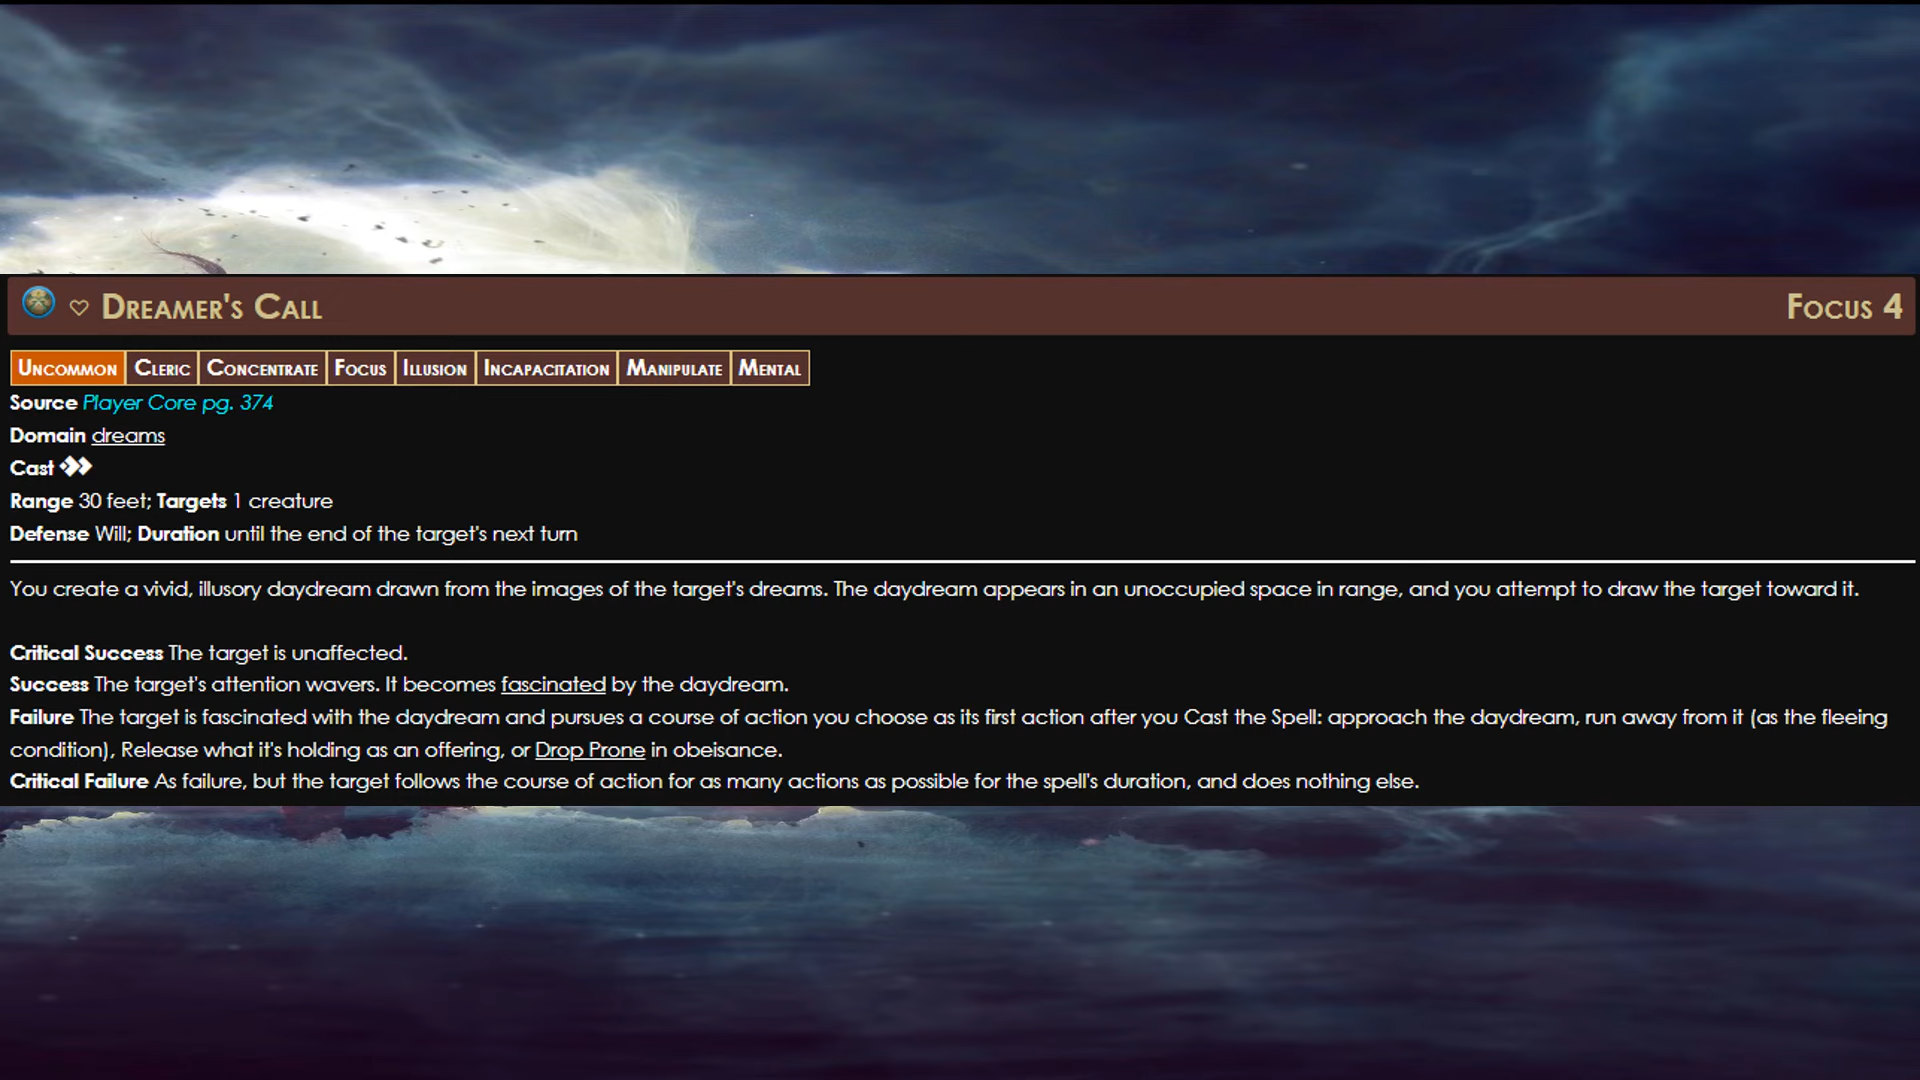 Dreamer's Call
Focus 4
Uncommon Cleric Concentrate Focus Illusion Incapacitation Manipulate Mental
Source Player Core pg. 374
Domain dreams
Cast
Range 30 feet; Targets 1 creature
Defense Will; Duration until the end of the target's next turn
You create a vivid, illusory daydream drawn from the images of the target's dreams. The daydream appears in an unoccupied space in range, and you attempt to draw the target toward it.
Critical Success The target is unaffected.
Success The target's attention wavers. It becomes fascinated by the daydream.
Failure The target is fascinated with the daydream and pursues a course of action you choose as its first action after you Cast the Spell: approach the daydream, run away from it (as the fleeing
condition), Release what it's holding as an offering, or Drop Prone in obeisance.
Critical Failure As failure, but the target follows the course of action for as many actions as possible for the spell's duration, and does nothing else.